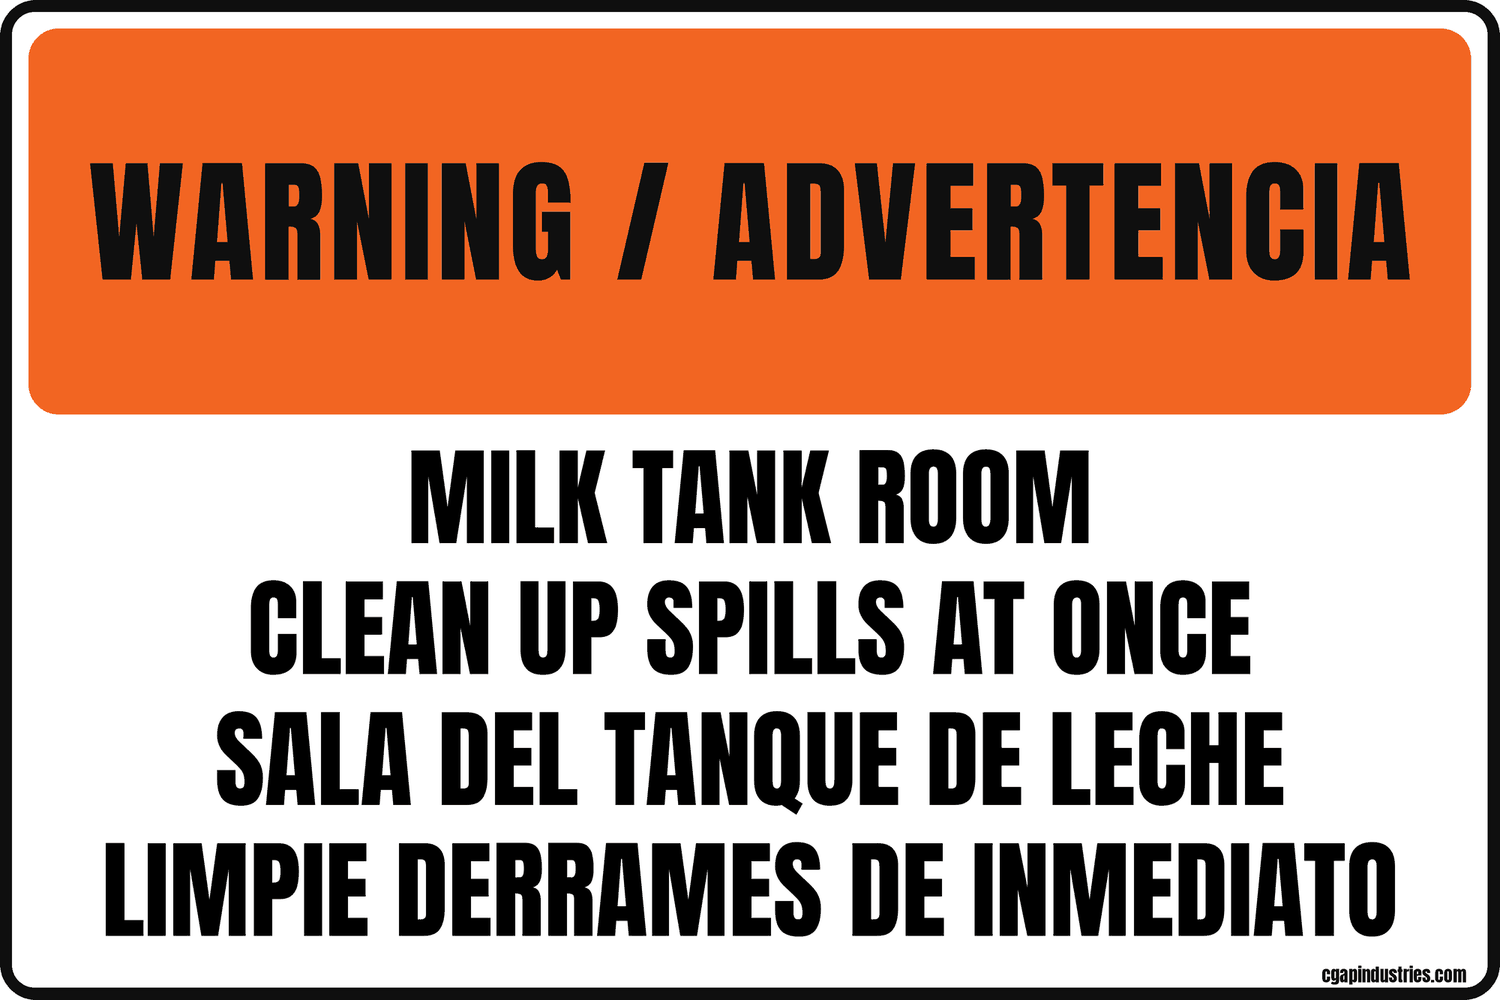 WARNING / ADVERTENCIA
MILK TANK ROOM
CLEAN UP SPILLS AT ONCE
SALA DEL TANQUE DE LECHE
LIMPIE DERRAMES DE INMEDIATO
cgapindustries.com